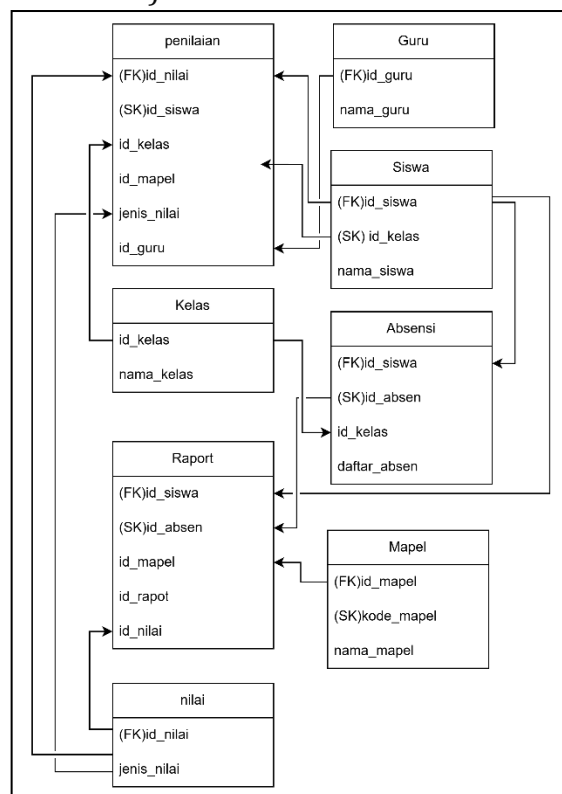 penilaian
(FK)id_nilai
(SK)id_siswa
id_kelas
id_mapel
jenis_nilai
id_guru
Guru
(FK)id_guru
nama_guru
Siswa
(FK)id_siswa
(SK) id_kelas
nama_siswa
Kelas
id_kelas
nama_kelas
Absensi
(FK)id_siswa
(SK)id_absen
id_kelas
daftar_absen
Raport
(FK)id_siswa
(SK)id_absen
id_mapel
id_rapot
id_nilai
Mapel
(FK)id_mapel
(SK)kode_mapel
nama_mapel
nilai
(FK)id_nilai
jenis_nilai